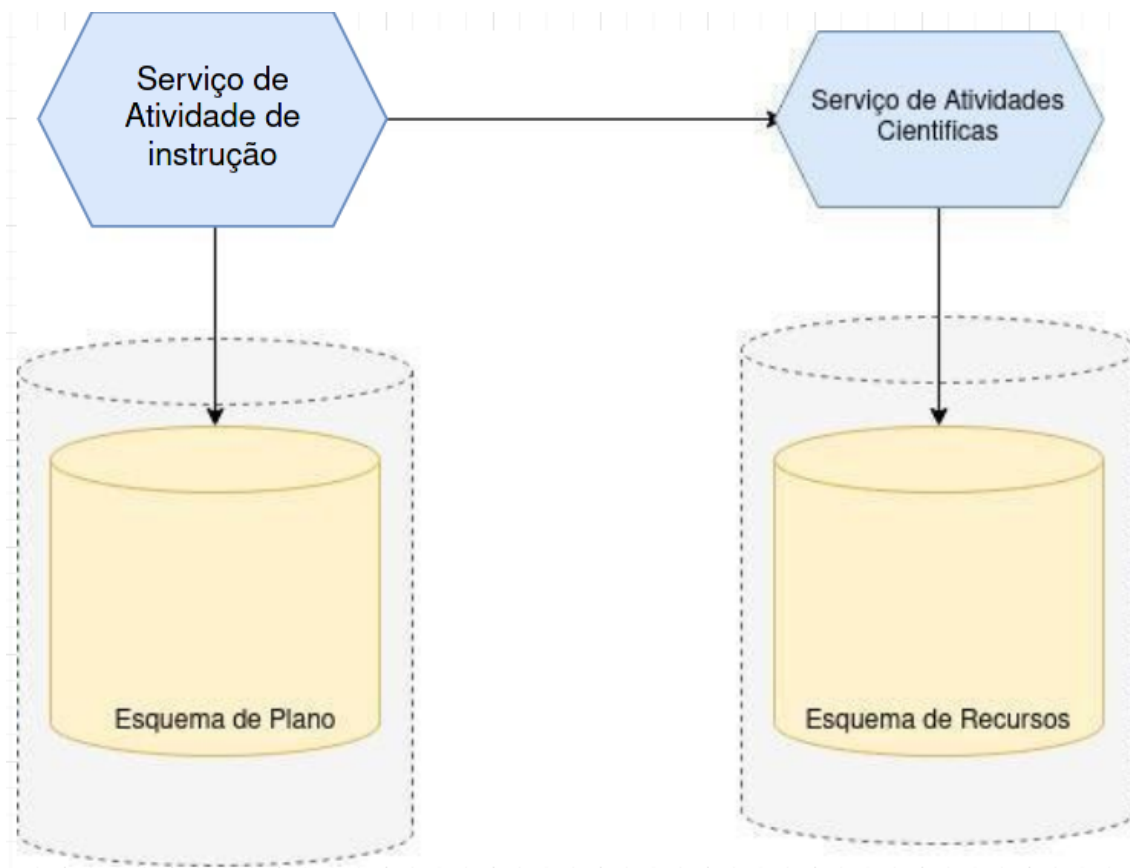 Serviço de
Atividade de
instrução
Serviço de Atividades
Cientificas
Esquema de Plano
Esquema de Recursos